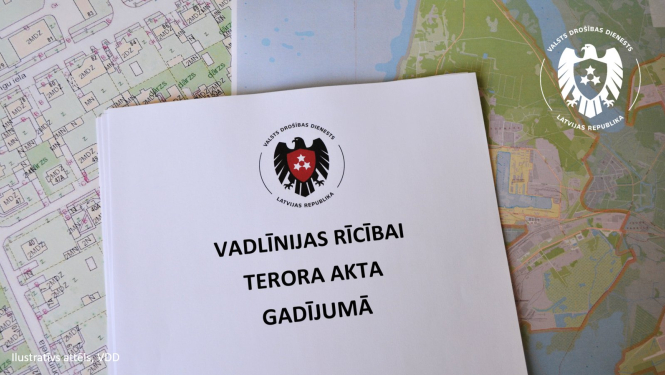 VALSTS DROŠĪBAS DIENESTS
LATVIJAS REPUBLIKA
VALSTS DROŠĪBAS DIENESTS
LATVIJAS REPUBLIKA
VADLĪNIJAS RĪCĪBAI
TERORA AKTA
GADĪJUMĀ
Ilustratīvs attēls, VDD